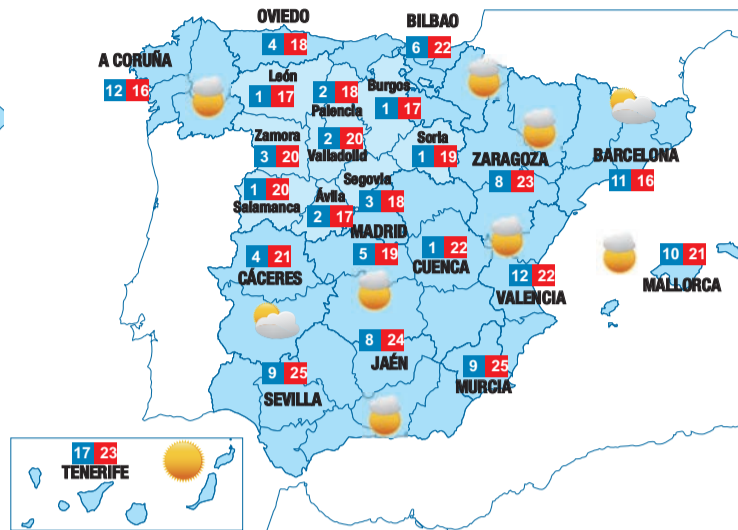 OVIEDO
4 18
BILBAO
6 22
A CORUÑA
12 16
León
1 17
2 18
Palencia
Burgos
1 17
Zamora
3 20
2 20
Valladolid
Soria
1 19
ZARAGOZA
8 23
BARCELONA
11 16
1 20
Salamanca
Ávila
2 17
Segovia
3 18
MADRID
5 19
1 22
CUENCA
4 21
CÁCERES
12 22
VALENCIA
10 21
MALLORCA
8 24
JAÉN
9 25
SEVILLA
9 25
MURCIA
17 23
TENERIFE